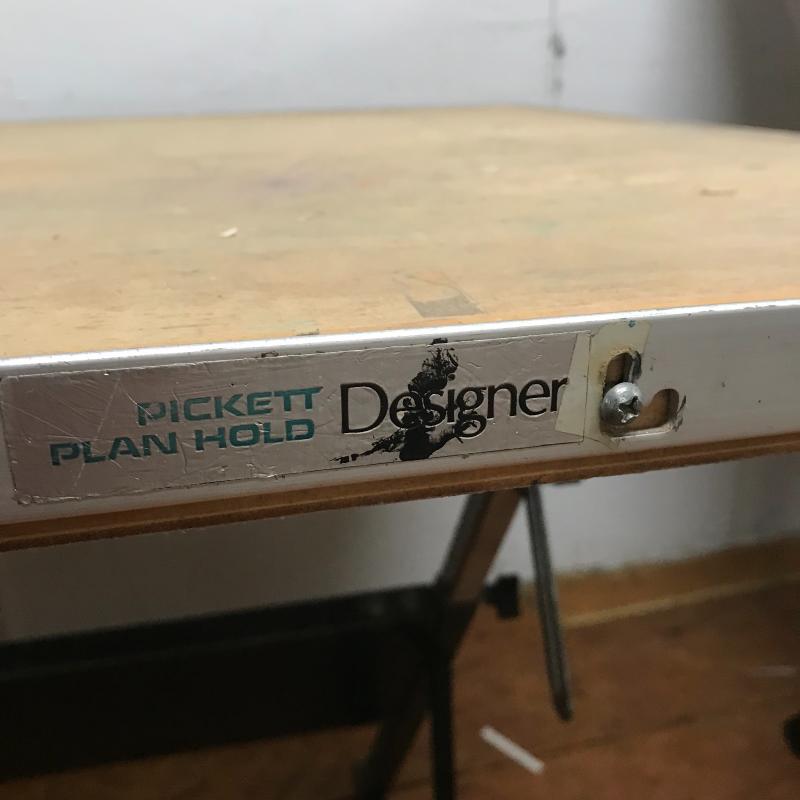 PICKETT
PLAN HOLD
Designer